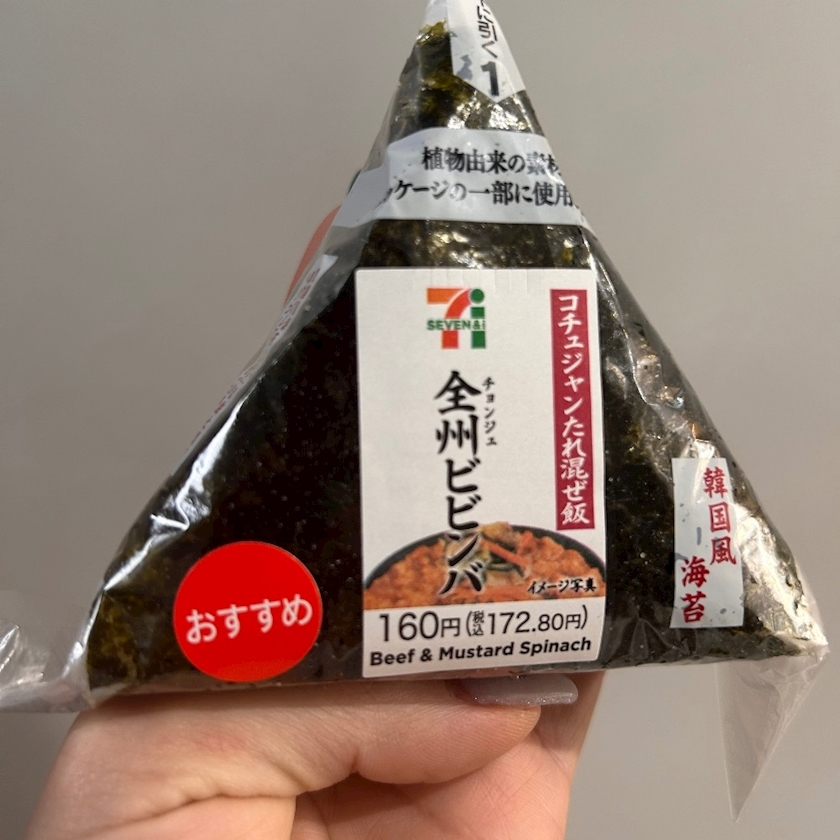 に引く
1
植物由来の素材
ケージの一部に使用
SEVEN&i
コチュジャンたれ混ぜ飯
チョンジュ
全州ビビンバ
イメージ写真
160円(税込172.80円)
Beef & Mustard Spinach
おすすめ
韓国風
海苔